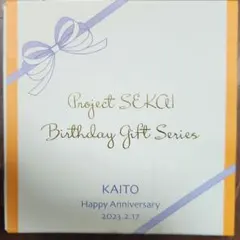 Project SEKAI
Birthday Gift Series
KAITO
Happy Anniversary
2023.2.17